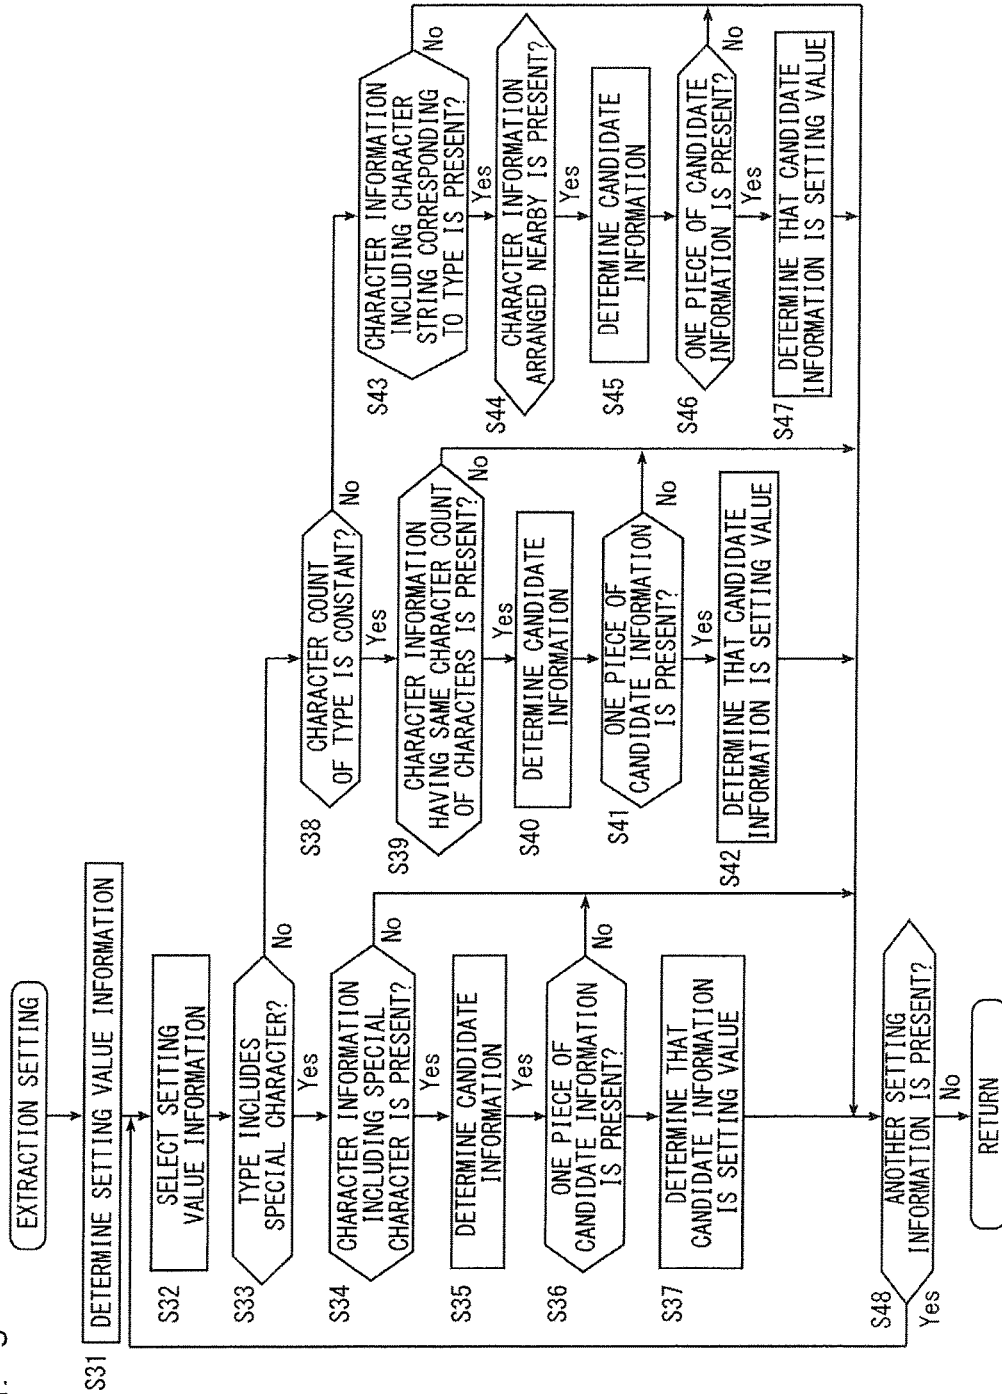 EXTRACTION SETTING
S31
DETERMINE SETTING VALUE INFORMATION
S32
SELECT SETTING
VALUE INFORMATION
S33
TYPE INCLUDES
SPECIAL CHARACTER?
No
Yes
S34
CHARACTER INFORMATION
INCLUDING SPECIAL
CHARACTER IS PRESENT?
No
Yes
S35
DETERMINE CANDIDATE
INFORMATION
Yes
S36
ONE PIECE OF
CANDIDATE INFORMATION
IS PRESENT?
No
S37
DETERMINE THAT
CANDIDATE INFORMATION
IS SETTING VALUE
S38
CHARACTER COUNT
OF TYPE IS CONSTANT?
No
Yes
S39
CHARACTER INFORMATION
HAVING SAME CHARACTER COUNT
OF CHARACTERS IS PRESENT?
No
Yes
S40
DETERMINE CANDIDATE
INFORMATION
S41
ONE PIECE OF
CANDIDATE INFORMATION
IS PRESENT?
No
Yes
S42
DETERMINE THAT CANDIDATE
INFORMATION IS SETTING VALUE
S43
CHARACTER INFORMATION
INCLUDING CHARACTER
STRING CORRESPONDING
TO TYPE IS PRESENT?
No
Yes
S44
CHARACTER INFORMATION
ARRANGED NEARBY IS PRESENT?
Yes
S45
DETERMINE CANDIDATE
INFORMATION
S46
ONE PIECE OF CANDIDATE
INFORMATION IS PRESENT?
No
Yes
S47
DETERMINE THAT CANDIDATE
INFORMATION IS SETTING VALUE
S48
ANOTHER SETTING
INFORMATION IS PRESENT?
Yes
No
RETURN